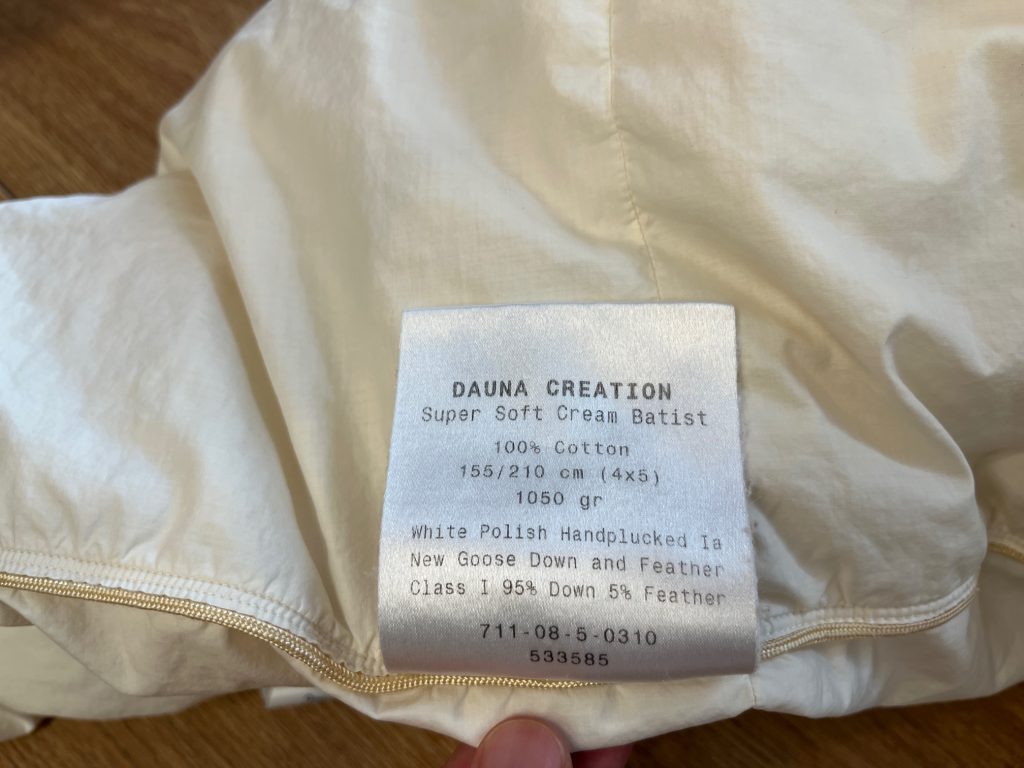 DAUNA CREATION
Super Soft Cream Batist
100% Cotton
155/210 cm (4x5)
1050 gr
White Polish Handplucked Ia
New Goose Down and Feather
Class I 95% Down 5% Feather
711-08-5-0310
533585